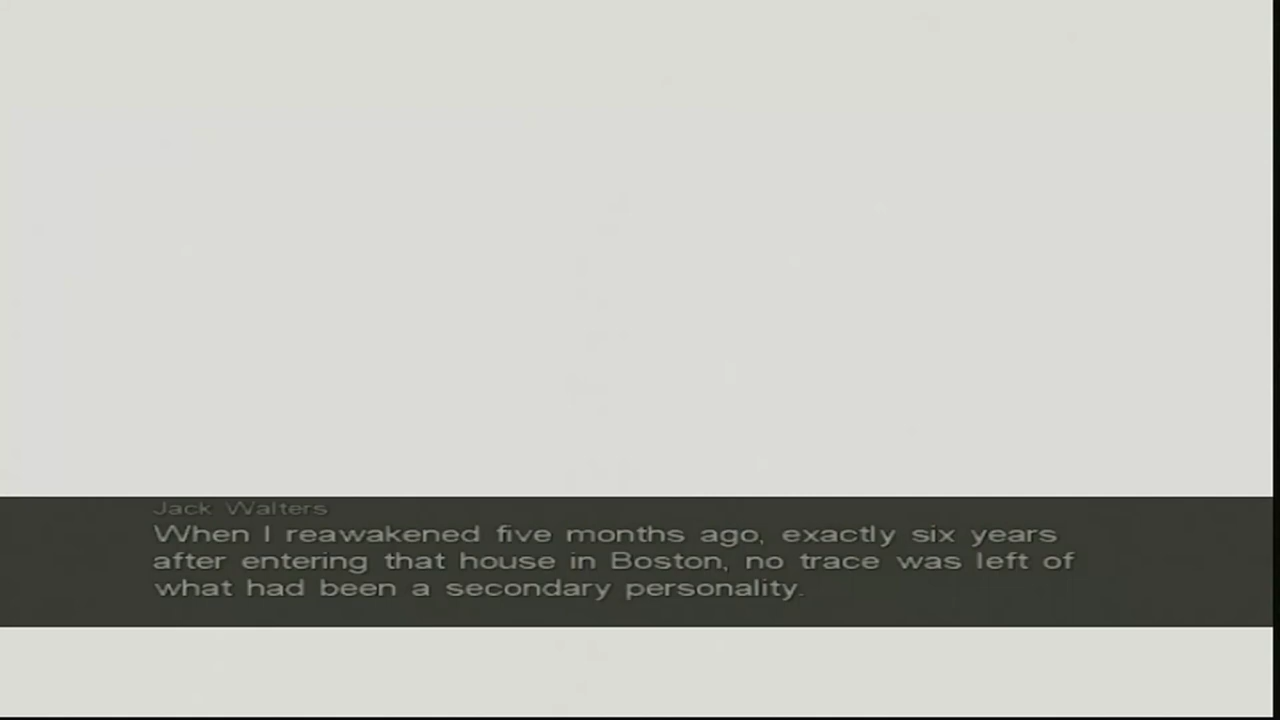 Jack Walters
When I reawakened five months ago, exactly six years
after entering that house in Boston, no trace was left of
what had been a secondary personality.